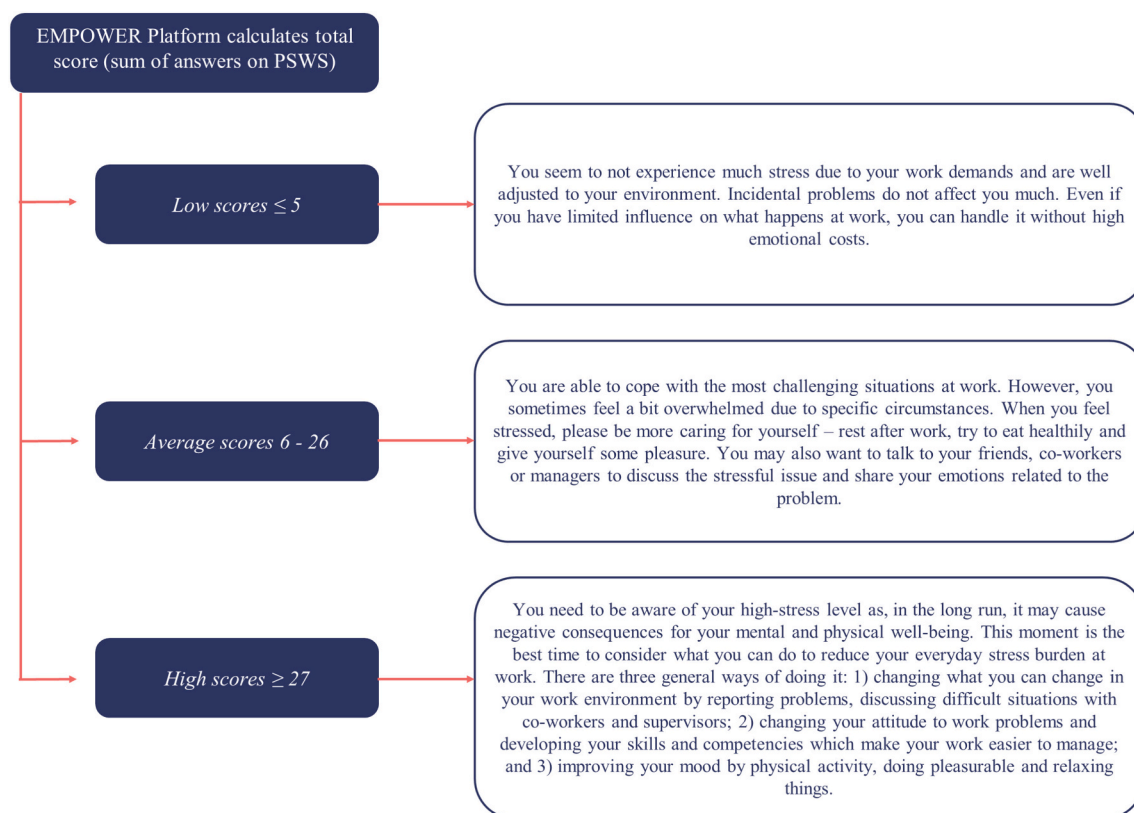 EMPOWER Platform calculates total
score (sum of answers on PSWS)
Low scores ≤ 5
You seem to not experience much stress due to your work demands and are well
adjusted to your environment. Incidental problems do not affect you much. Even if
you have limited influence on what happens at work, you can handle it without high
emotional costs.
Average scores 6 - 26
You are able to cope with the most challenging situations at work. However, you
sometimes feel a bit overwhelmed due to specific circumstances. When you feel
stressed, please be more caring for yourself – rest after work, try to eat healthily and
give yourself some pleasure. You may also want to talk to your friends, co-workers
or managers to discuss the stressful issue and share your emotions related to the
problem.
High scores ≥ 27
You need to be aware of your high-stress level as, in the long run, it may cause
negative consequences for your mental and physical well-being. This moment is the
best time to consider what you can do to reduce your everyday stress burden at
work. There are three general ways of doing it: 1) changing what you can change in
your work environment by reporting problems, discussing difficult situations with
co-workers and supervisors; 2) changing your attitude to work problems and
developing your skills and competencies which make your work easier to manage;
and 3) improving your mood by physical activity, doing pleasurable and relaxing
things.